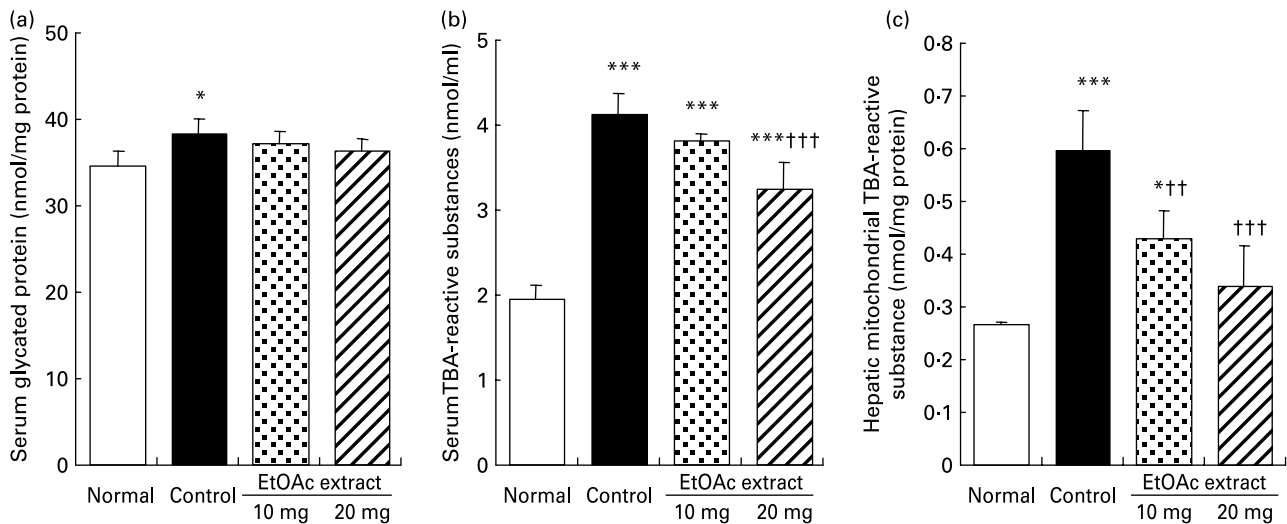 (a)
Serum glycated protein (nmol/mg protein)
50
40
30
20
10
0
*
Normal
Control
EtOAc extract
10 mg
20 mg
(b)
Serum TBA-reactive substances (nmol/ml)
5
4
3
2
1
0
***
***
***†††
Normal
Control
EtOAc extract
10 mg
20 mg
(c)
Hepatic mitochondrial TBA-reactive
substance (nmol/mg protein)
0·8
0·7
0·6
0·5
0·4
0·3
0·2
0·1
0
***
*††
†††
Normal
Control
EtOAc extract
10 mg
20 mg